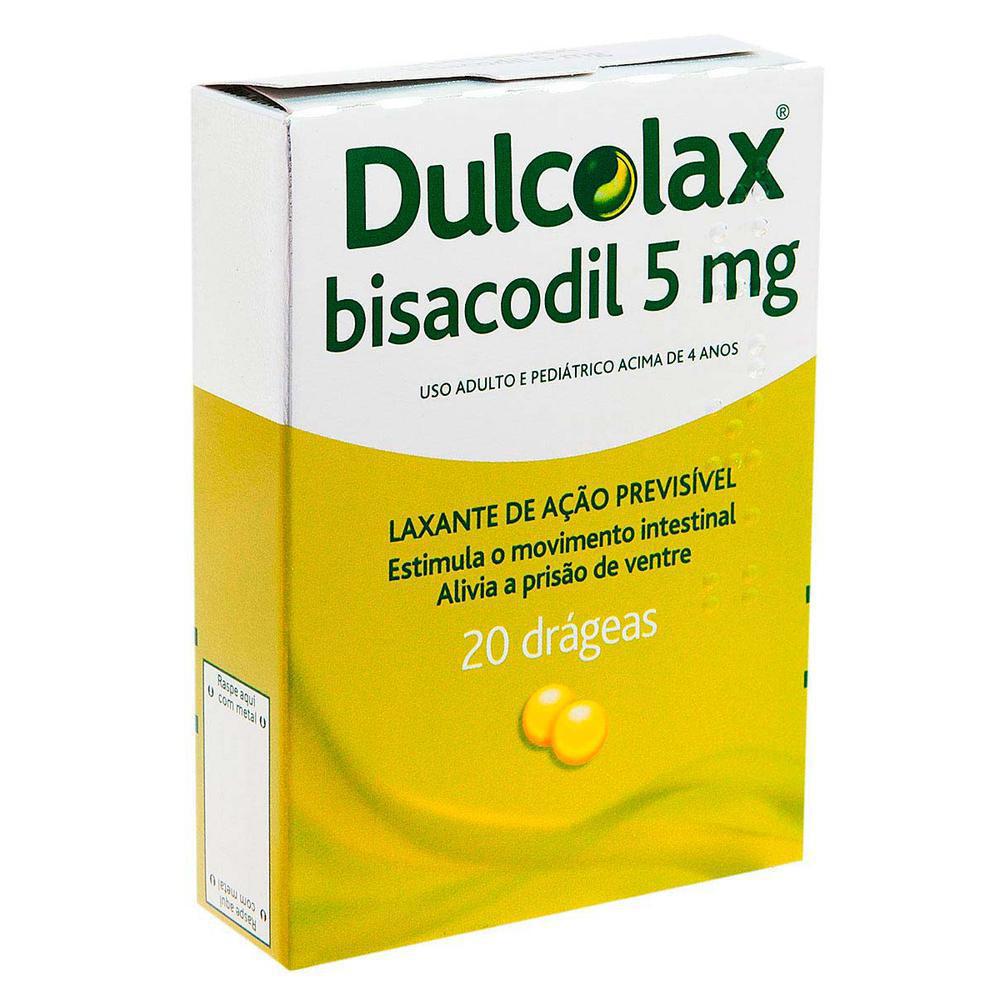 Dulcolax®
bisacodil 5 mg
USO ADULTO E PEDIÁTRICO ACIMA DE 4 ANOS
LAXANTE DE AÇÃO PREVISÍVEL
Estimula o movimento intestinal
Alivia a prisão de ventre
20 drágeas
Raspe aqui
com metal
Raspe aqui
com metal